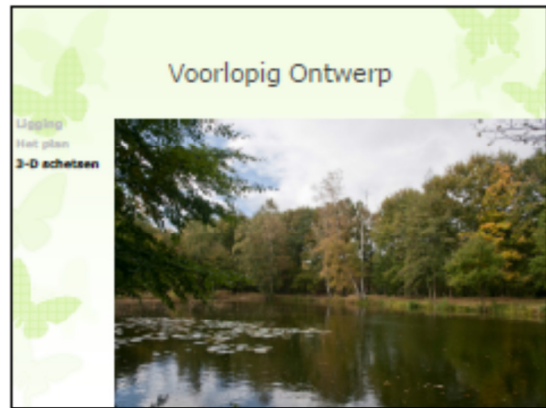 Voorlopig Ontwerp
Ligging
Het plan
3-D schetsen